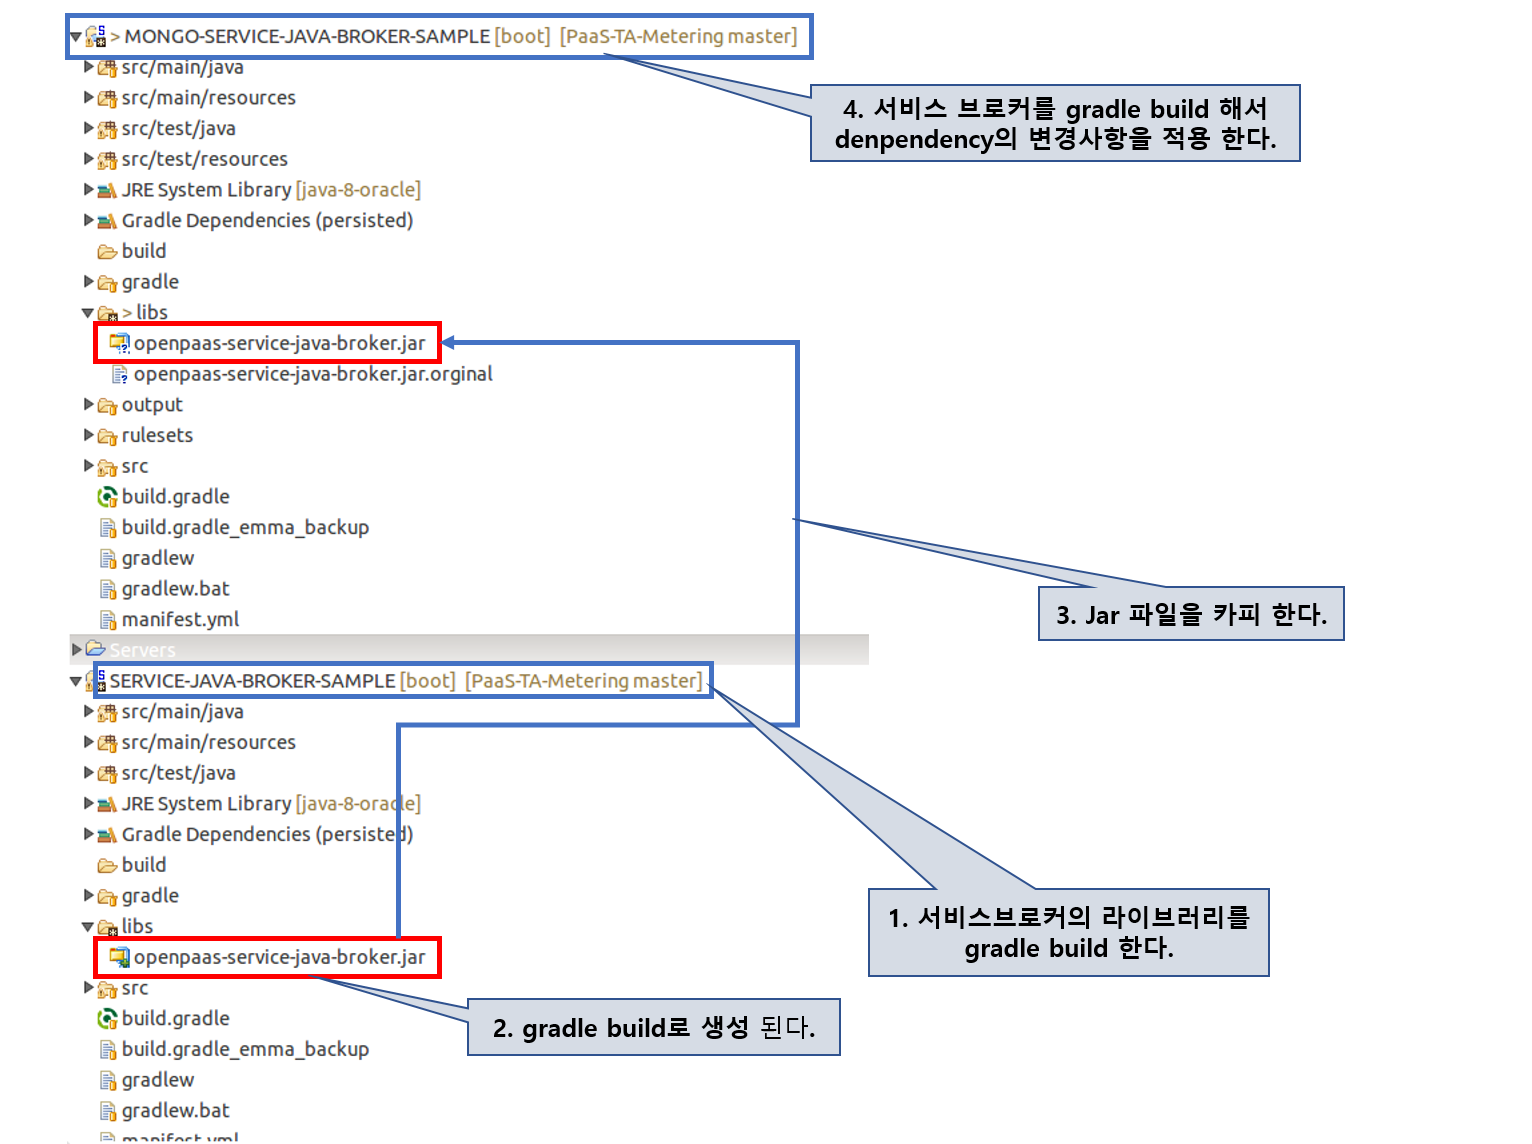 > MONGO-SERVICE-JAVA-BROKER-SAMPLE [boot] [PaaS-TA-Metering master]
src/main/java
src/main/resources
4. 서비스 브로커를 gradle build 해서
denpendency의 변경사항을 적용 한다.
src/test/java
src/test/resources
JRE System Library [java-8-oracle]
Gradle Dependencies (persisted)
build
gradle
> libs
openpaas-service-java-broker.jar
openpaas-service-java-broker.jar.orginal
output
rulesets
src
build.gradle
build.gradle_emma_backup
gradlew
gradlew.bat
3. Jar 파일을 카피 한다.
manifest.yml
Servers
SERVICE-JAVA-BROKER-SAMPLE [boot] [PaaS-TA-Metering master]
src/main/java
src/main/resources
src/test/java
JRE System Library [java-8-oracle]
Gradle Dependencies (persisted)
build
gradle
1. 서비스브로커의 라이브러리를
gradle build 한다.
libs
openpaas-service-java-broker.jar
src
2. gradle build로 생성 된다.
build.gradle
build.gradle_emma_backup
gradlew
gradlew.bat
manifest.yml